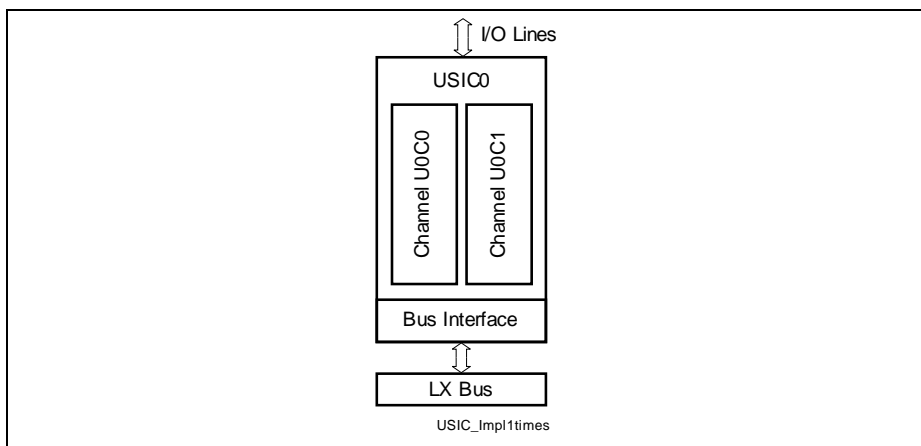 I/O Lines
USIC0
Channel U0C0
Channel U0C1
Bus Interface
LX Bus
USIC_Impl1times